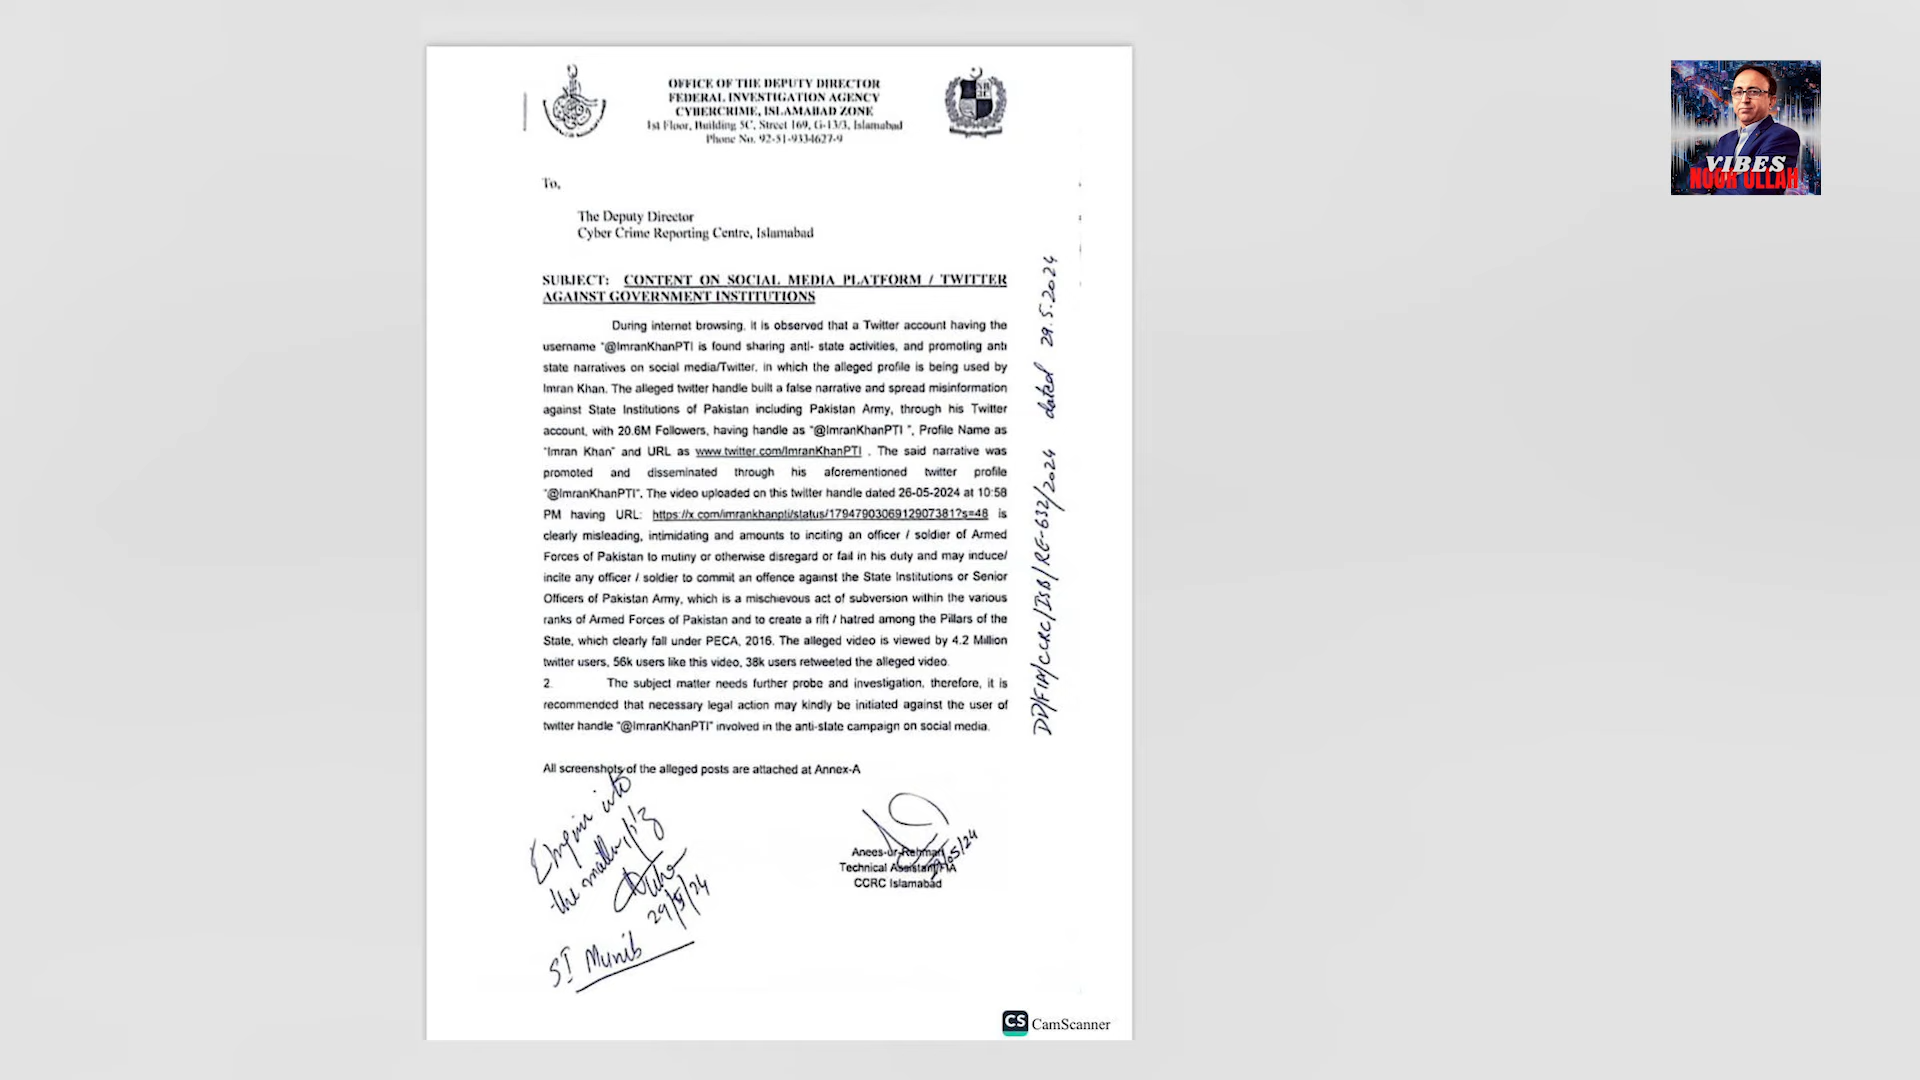 OFFICE OF THE DEPUTY DIRECTOR
FEDERAL INVESTIGATION AGENCY
CYBERCRIME, ISLAMABAD ZONE
1st Floor, Building 5C, Street 169, G-13/3, Islamabad
Phone No. 92-51-9334627-9
To,
The Deputy Director
Cyber Crime Reporting Centre, Islamabad
SUBJECT: CONTENT ON SOCIAL MEDIA PLATFORM / TWITTER
AGAINST GOVERNMENT INSTITUTIONS
During internet browsing, it is observed that a Twitter account having the
username "@ImranKhanPTI is found sharing anti- state activities, and promoting anti
state narratives on social media/Twitter, in which the alleged profile is being used by
Imran Khan. The alleged twitter handle built a false narrative and spread misinformation
against State Institutions of Pakistan including Pakistan Army, through his Twitter
account, with 20.6M Followers, having handle as "@ImranKhanPTI ", Profile Name as
"Imran Khan" and URL as www.twitter.com/ImranKhanPTI . The said narrative was
promoted and disseminated through his aforementioned twitter profile
"@ImranKhanPTI". The video uploaded on this twitter handle dated 26-05-2024 at 10:58
PM having URL: https://x.com/imrankhanpti/status/1794790306912907381?s=48 is
clearly misleading, intimidating and amounts to inciting an officer / soldier of Armed
Forces of Pakistan to mutiny or otherwise disregard or fail in his duty and may induce/
incite any officer / soldier to commit an offence against the State Institutions or Senior
Officers of Pakistan Army, which is a mischievous act of subversion within the various
ranks of Armed Forces of Pakistan and to create a rift / hatred among the Pillars of the
State, which clearly fall under PECA, 2016. The alleged video is viewed by 4.2 Million
twitter users, 56k users like this video, 38k users retweeted the alleged video.
2. The subject matter needs further probe and investigation, therefore, it is
recommended that necessary legal action may kindly be initiated against the user of
twitter handle "@ImranKhanPTI" involved in the anti-state campaign on social media.
All screenshots of the alleged posts are attached at Annex-A
into
the matter
29/5/24
SI Munib
Anees-ur-Rehman
Technical Assistant/FIA
CCRC Islamabad
29/05/24
DD/FIA/CCRC/ISB/RE-632/2024 dated 29.5.2024
CS CamScanner
VIBES
NOOR ULLAH